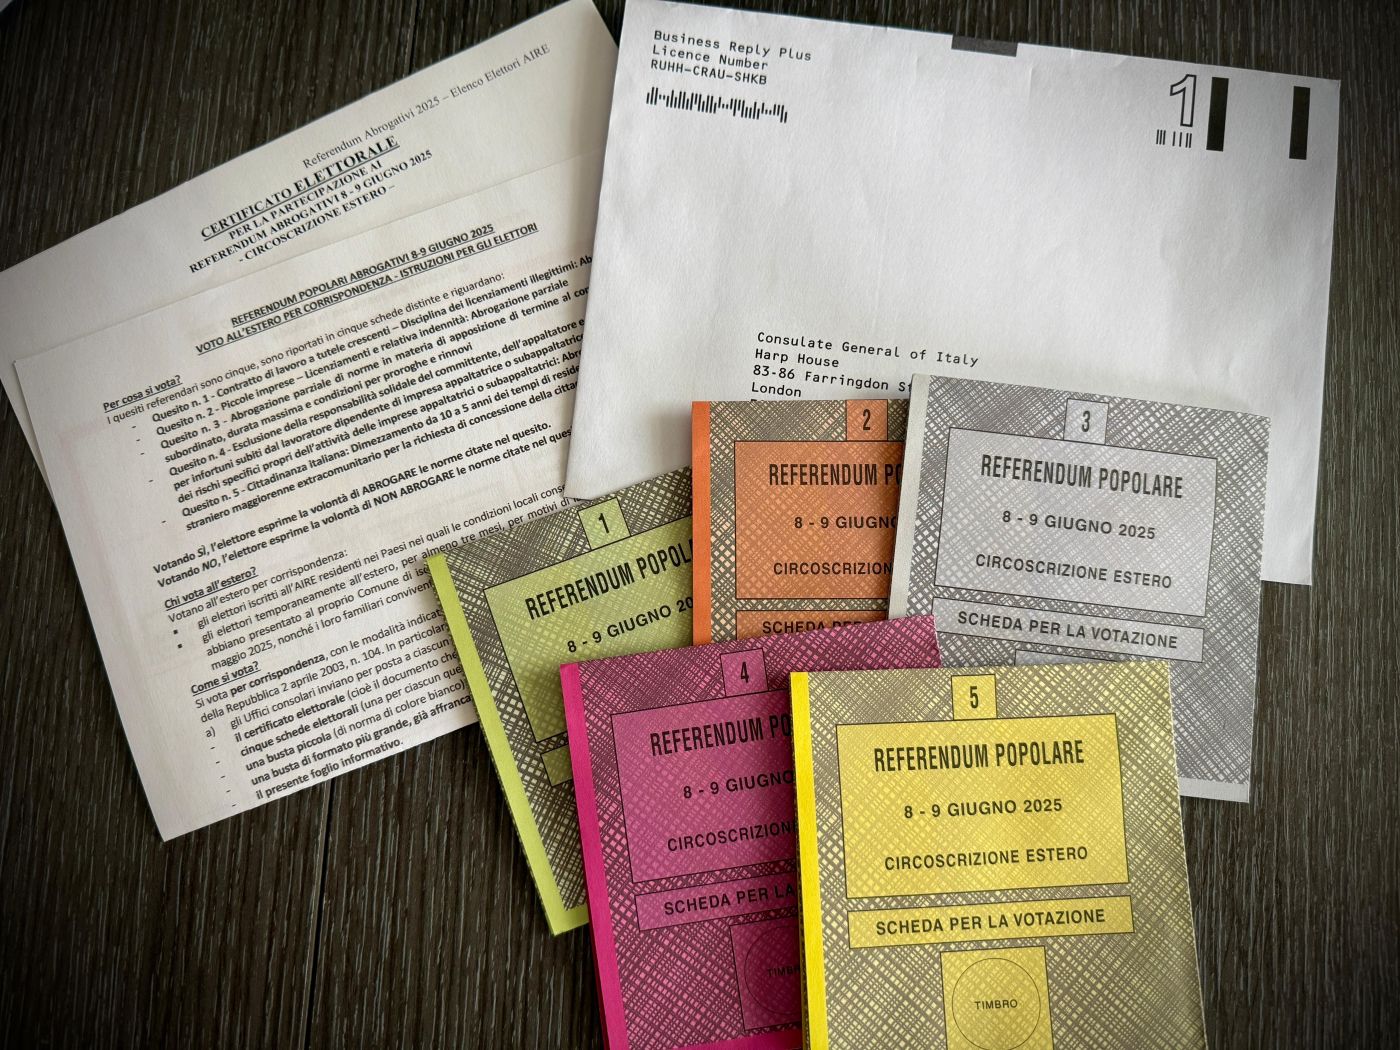 Referendum Abrogativi 2025 – Elenco Elettori AIRE
CERTIFICATO ELETTORALE
PER LA PARTECIPAZIONE AI
REFERENDUM ABROGATIVI 8 - 9 GIUGNO 2025
- CIRCOSCRIZIONE ESTERO –
REFERENDUM POPOLARI ABROGATIVI 8-9 GIUGNO 2025
VOTO ALL'ESTERO PER CORRISPONDENZA - ISTRUZIONI PER GLI ELETTORI
Per cosa si vota?
I quesiti referendari sono cinque, sono riportati in cinque schede distinte e riguardano:
- Quesito n. 1 - Contratto di lavoro a tutele crescenti – Disciplina dei licenziamenti illegittimi:
- Quesito n. 2 - Piccole imprese – Licenziamenti e relativa indennità: Abrogazione parziale
- Quesito n. 3 - Abrogazione parziale di norme in materia di apposizione di termine al
subordinato, durata massima e condizioni per proroghe e rinnovi
- Quesito n. 4 - Esclusione della responsabilità solidale del committente, dell'appaltatore e
per infortuni subiti dal lavoratore dipendente di impresa appaltatrice o subappaltatrice
dei rischi specifici propri dell'attività delle imprese appaltatrici o subappaltatrici:
- Quesito n. 5 - Cittadinanza italiana: Dimezzamento da 10 a 5 anni dei tempi di
straniero maggiorenne extracomunitario per la richiesta di concessione della
Votando SÌ, l'elettore esprime la volontà di ABROGARE le norme citate nel quesito.
Votando NO, l'elettore esprime la volontà di NON ABROGARE le norme citate nel
Chi vota all'estero?
Votano all'estero per corrispondenza:
▪ gli elettori iscritti all'AIRE residenti nei Paesi nei quali le condizioni locali
▪ gli elettori temporaneamente all'estero, per almeno tre mesi, per motivi di
abbiano presentato al proprio Comune di
maggio 2025, nonché i loro familiari
Come si vota?
Si vota per corrispondenza, con le modalità
della Repubblica 2 aprile 2003, n. 104. In
a) gli Uffici consolari inviano per posta a ciascun
- il certificato elettorale (cioè il documento che
- cinque schede elettorali (una per ciascun
- una busta piccola (di norma di colore bianco)
- una busta di formato più grande, già
- il presente foglio informativo.
Business Reply Plus
Licence Number
RUHH-CRAU-SHKB
1
Consulate General of Italy
Harp House
83-86 Farringdon
London
1
REFERENDUM
8 - 9 GIUGNO
2
REFERENDUM
8 - 9
CIRCOSCRIZION
SCHEDA PER
3
REFERENDUM POPOLARE
8 - 9 GIUGNO 2025
CIRCOSCRIZIONE ESTERO
SCHEDA PER LA VOTAZIONE
4
REFERENDUM
8 - 9
CIRCOSCRIZION
SCHEDA PER LA
TIMBR
5
REFERENDUM POPOLARE
8 - 9 GIUGNO 2025
CIRCOSCRIZIONE ESTERO
SCHEDA PER LA VOTAZIONE
TIMBRO